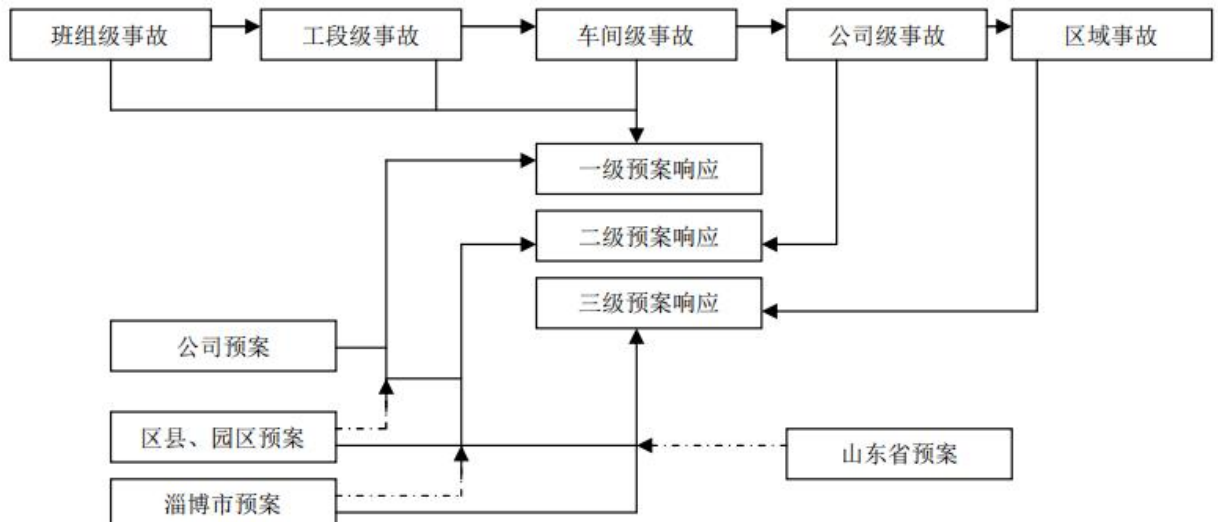 班组级事故
工段级事故
车间级事故
公司级事故
区域事故
一级预案响应
二级预案响应
三级预案响应
公司预案
区县、园区预案
山东省预案
淄博市预案